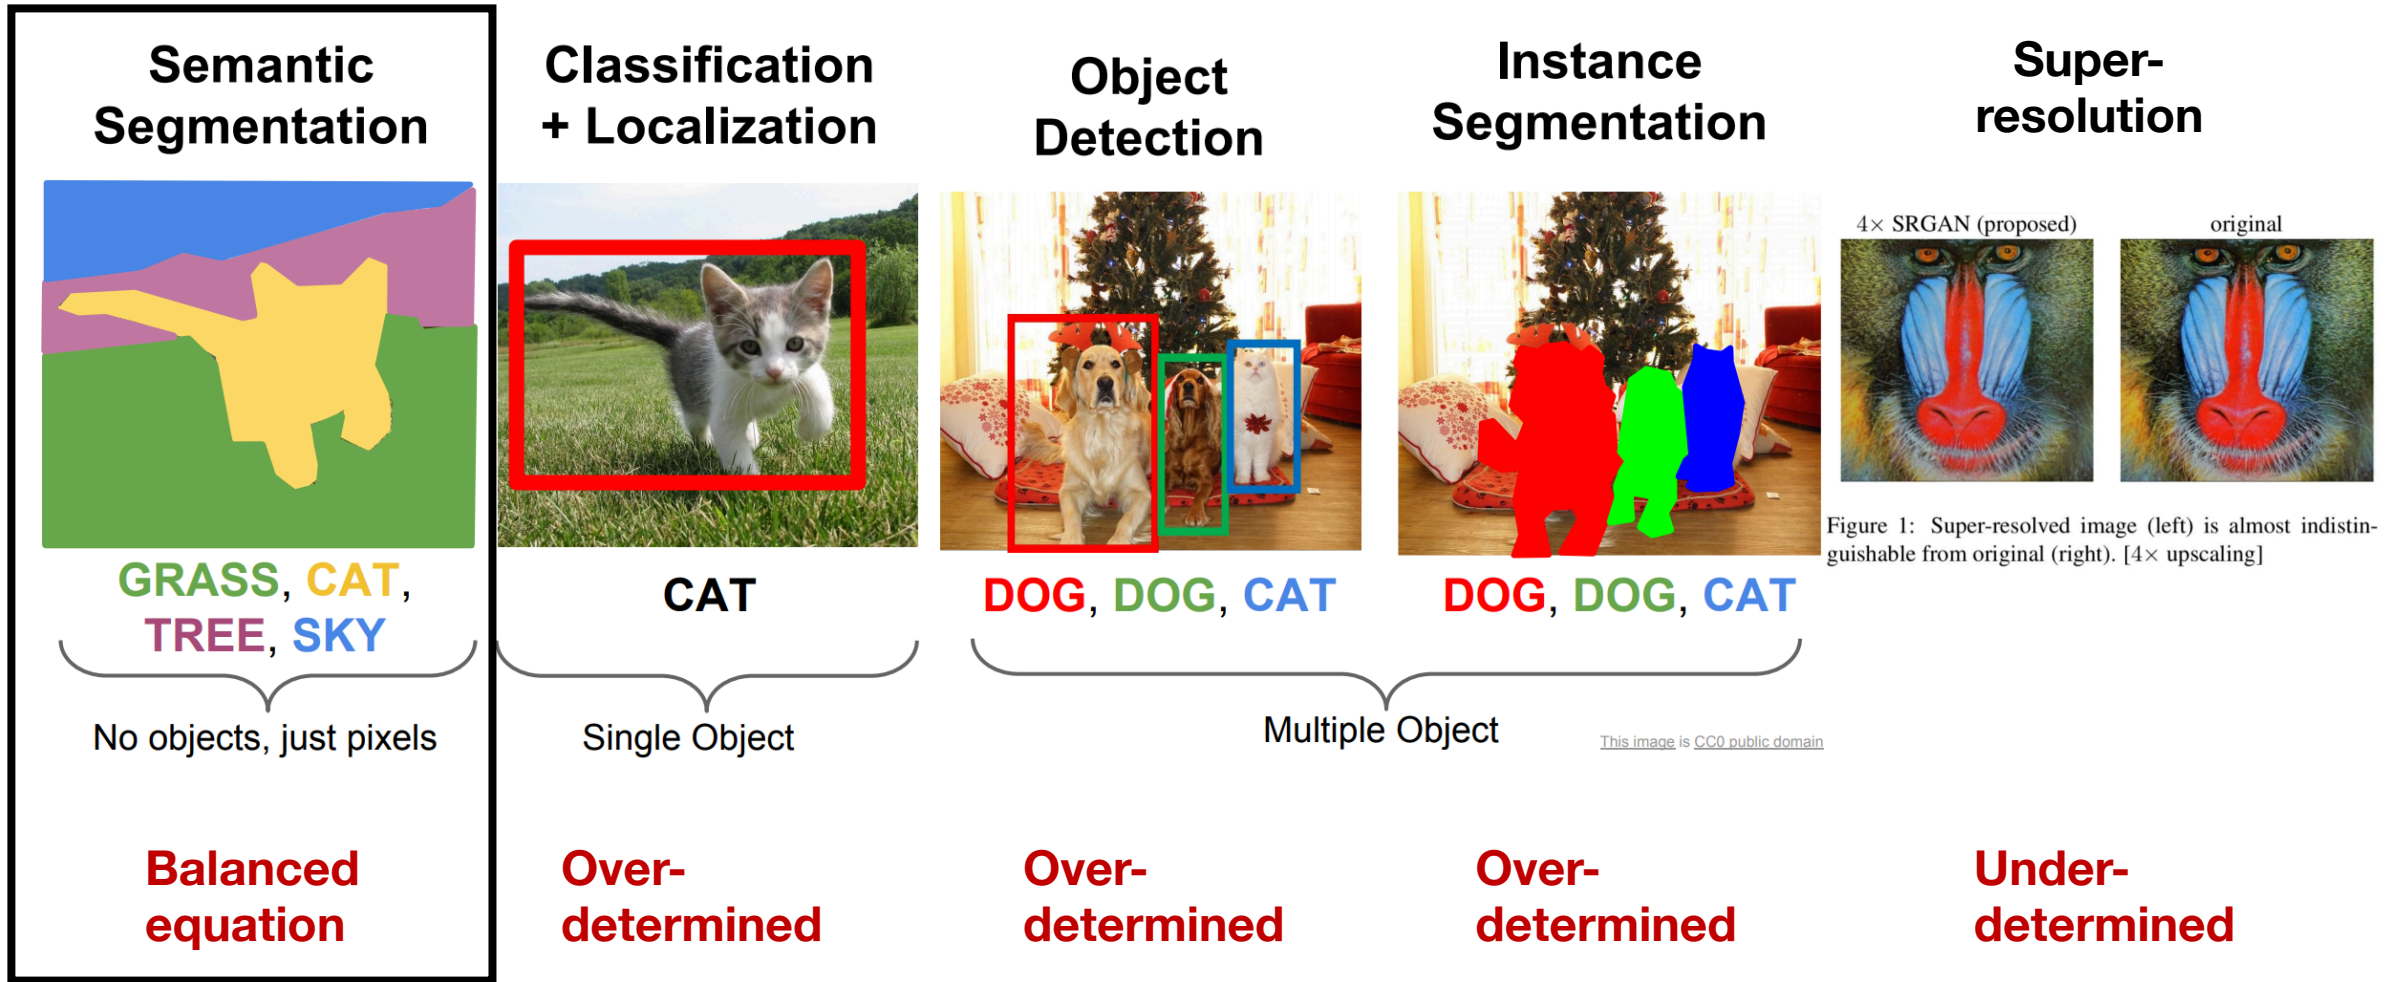 Semantic
Segmentation
GRASS, CAT,
TREE, SKY
No objects, just pixels
Balanced
equation
Classification
+ Localization
CAT
Single Object
Over-
determined
Object
Detection
DOG, DOG, CAT
Over-
determined
Instance
Segmentation
DOG, DOG, CAT
Multiple Object
This image is CC0 public domain
Over-
determined
Super-
resolution
4× SRGAN (proposed)
original
Figure 1: Super-resolved image (left) is almost indistin-
guishable from original (right). [4× upscaling]
Under-
determined